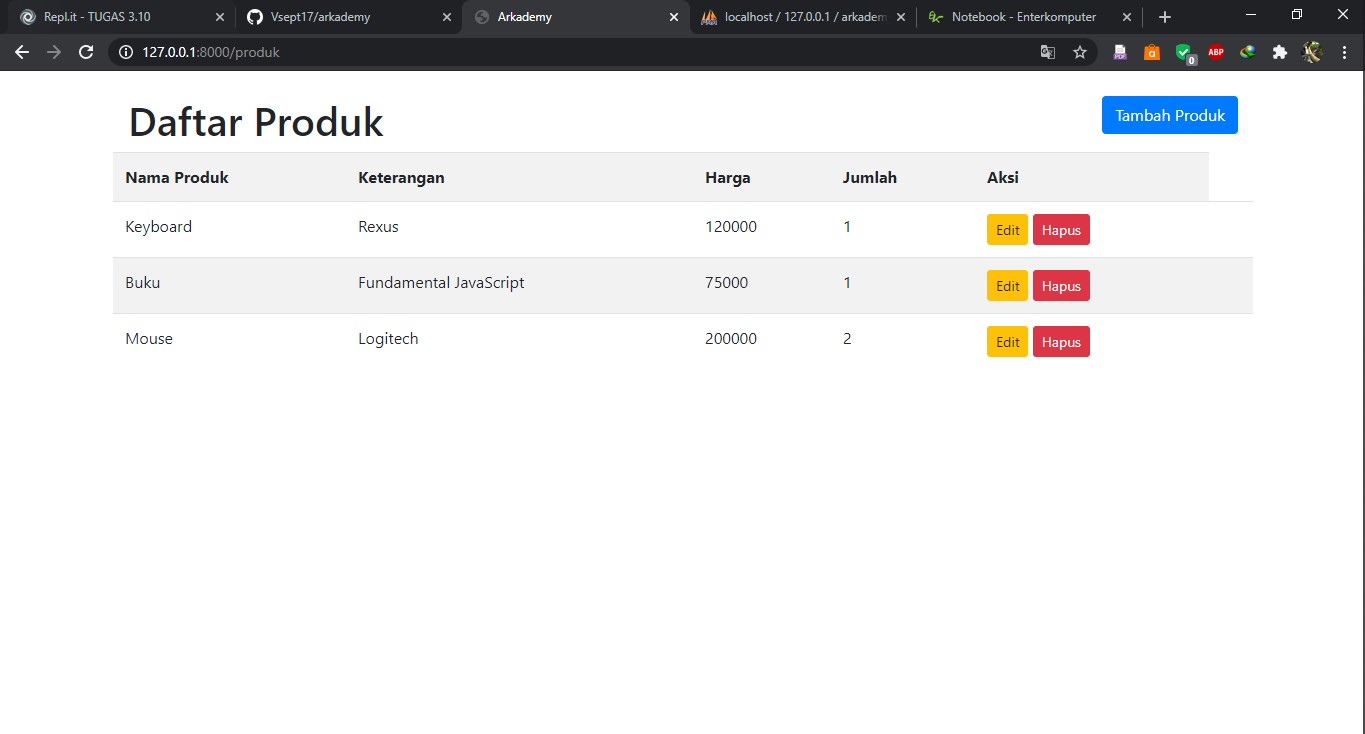 Repl.it - TUGAS 3.10
Vsept17/arkademy
Arkademy
localhost / 127.0.0.1 / arkadem
Notebook - Enterkomputer
127.0.0.1:8000/produk
PDF
a
0
ABP
Daftar Produk
Tambah Produk
Nama Produk Keterangan Harga Jumlah Aksi
Keyboard Rexus 120000 1 Edit Hapus
Buku Fundamental JavaScript 75000 1 Edit Hapus
Mouse Logitech 200000 2 Edit Hapus